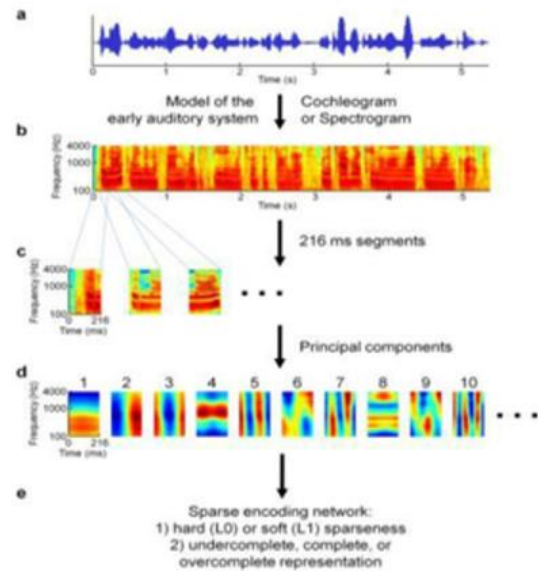 a
0 1 2 3 4 5
Time (s)
Model of the early auditory system
Cochleogram or Spectrogram
b
Frequency (Hz)
4000
1000
100
0 1 2 3 4 5
Time (s)
216 ms segments
c
Frequency (Hz)
4000
1000
100
0 216
Time (ms)
Principal components
d
1 2 3 4 5 6 7 8 9 10
Frequency (Hz)
4000
1000
100
0 216
Time (ms)
e
Sparse encoding network:
1) hard (L0) or soft (L1) sparseness
2) undercomplete, complete, or
overcomplete representation